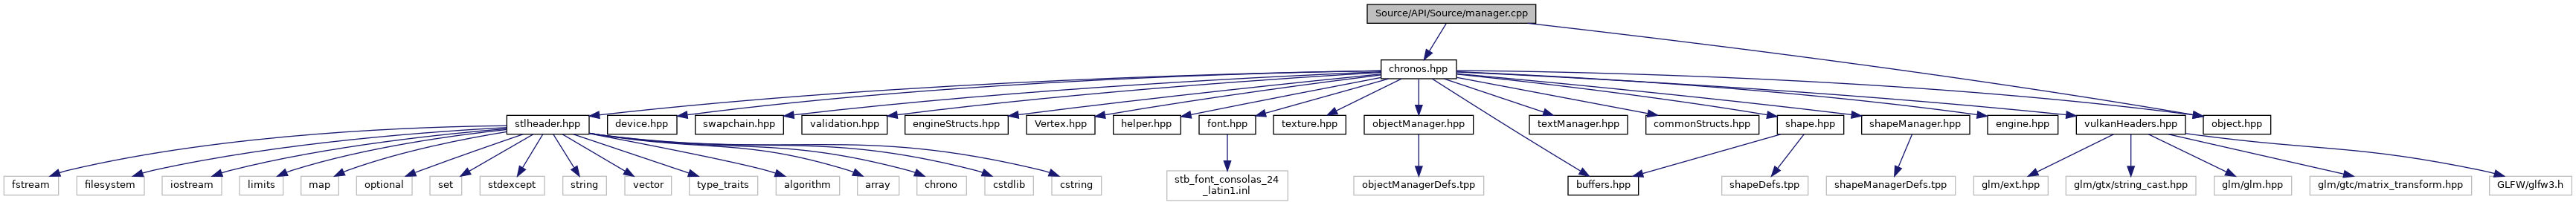 Source/API/Source/manager.cpp
chronos.hpp
stlheader.hpp
device.hpp
swapchain.hpp
validation.hpp
engineStructs.hpp
Vertex.hpp
helper.hpp
font.hpp
texture.hpp
objectManager.hpp
textManager.hpp
commonStructs.hpp
shape.hpp
shapeManager.hpp
engine.hpp
vulkanHeaders.hpp
object.hpp
fstream
filesystem
iostream
limits
map
optional
set
stdexcept
string
vector
type_traits
algorithm
array
chrono
cstdlib
cstring
stb_font_consolas_24
_latin1.inl
objectManagerDefs.tpp
buffers.hpp
shapeDefs.tpp
shapeManagerDefs.tpp
glm/ext.hpp
glm/gtx/string_cast.hpp
glm/glm.hpp
glm/gtc/matrix_transform.hpp
GLFW/glfw3.h